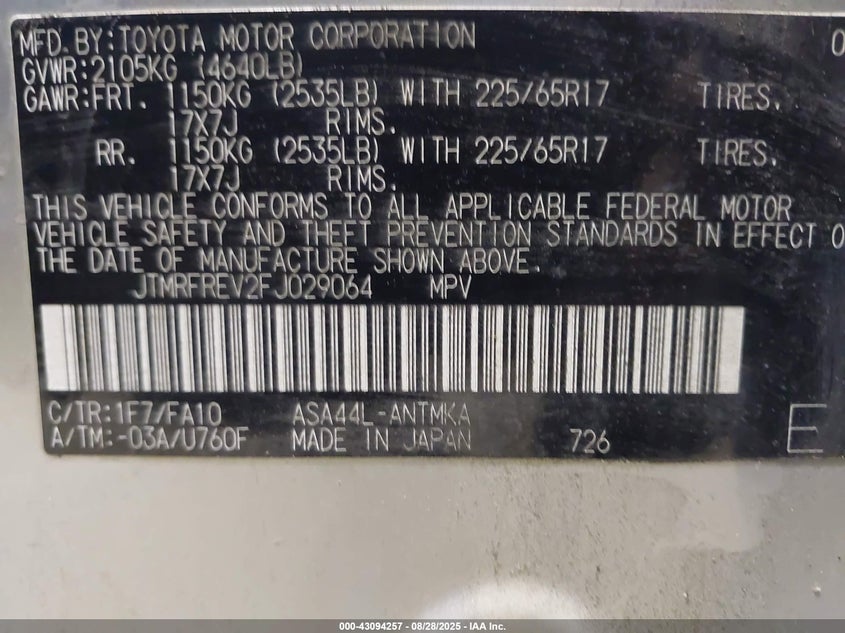 MFD. BY: TOYOTA MOTOR CORPORATION 0
GVWR: 2105KG (4640LB)
GAWR: FRT. 1150KG (2535LB) WITH 225/65R17 TIRES.
17X7J RIMS.
RR. 1150KG (2535LB) WITH 225/65R17 TIRES.
17X7J RIMS.
THIS VEHICLE CONFORMS TO ALL APPLICABLE FEDERAL MOTOR
VEHICLE SAFETY AND THEFT PREVENTION STANDARDS IN EFFECT O
THE DATE OF MANUFACTURE SHOWN ABOVE.
JTMRFREV2FJ029064 MPV
C/TR: 1F7/FA10 ASA44L-ANTMKA
A/TM: -03A/U760F MADE IN JAPAN 726 E
000-43094257 - 08/28/2025 - IAA Inc.